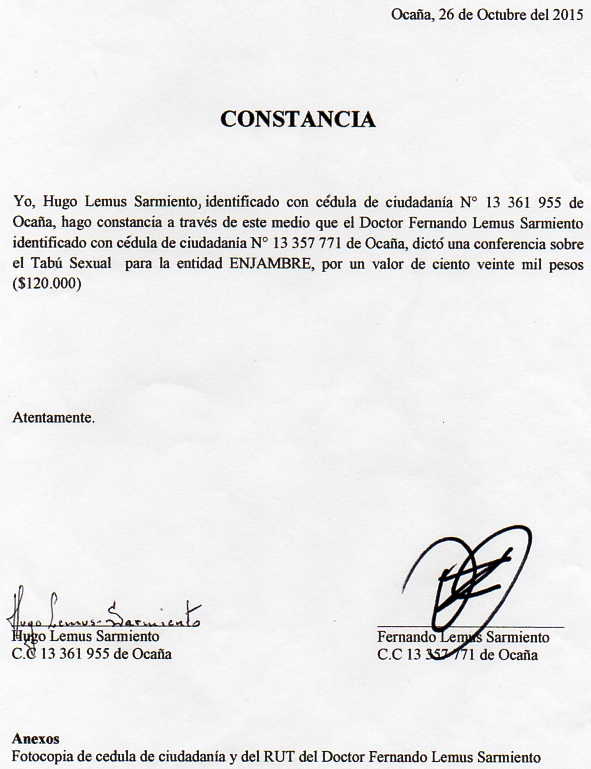 Ocaña, 26 de Octubre del 2015
CONSTANCIA
Yo, Hugo Lemus Sarmiento, identificado con cédula de ciudadanía N° 13 361 955 de
Ocaña, hago constancia a través de este medio que el Doctor Fernando Lemus Sarmiento
identificado con cédula de ciudadanía N° 13 357 771 de Ocaña, dictó una conferencia sobre
el Tabú Sexual para la entidad ENJAMBRE, por un valor de ciento veinte mil pesos
($120.000)
Atentamente.
Hugo Lemus Sarmiento
Hugo Lemus Sarmiento
C.C 13 361 955 de Ocaña
Fernando Lemus Sarmiento
C.C 13 357 771 de Ocaña
Anexos
Fotocopia de cedula de ciudadanía y del RUT del Doctor Fernando Lemus Sarmiento